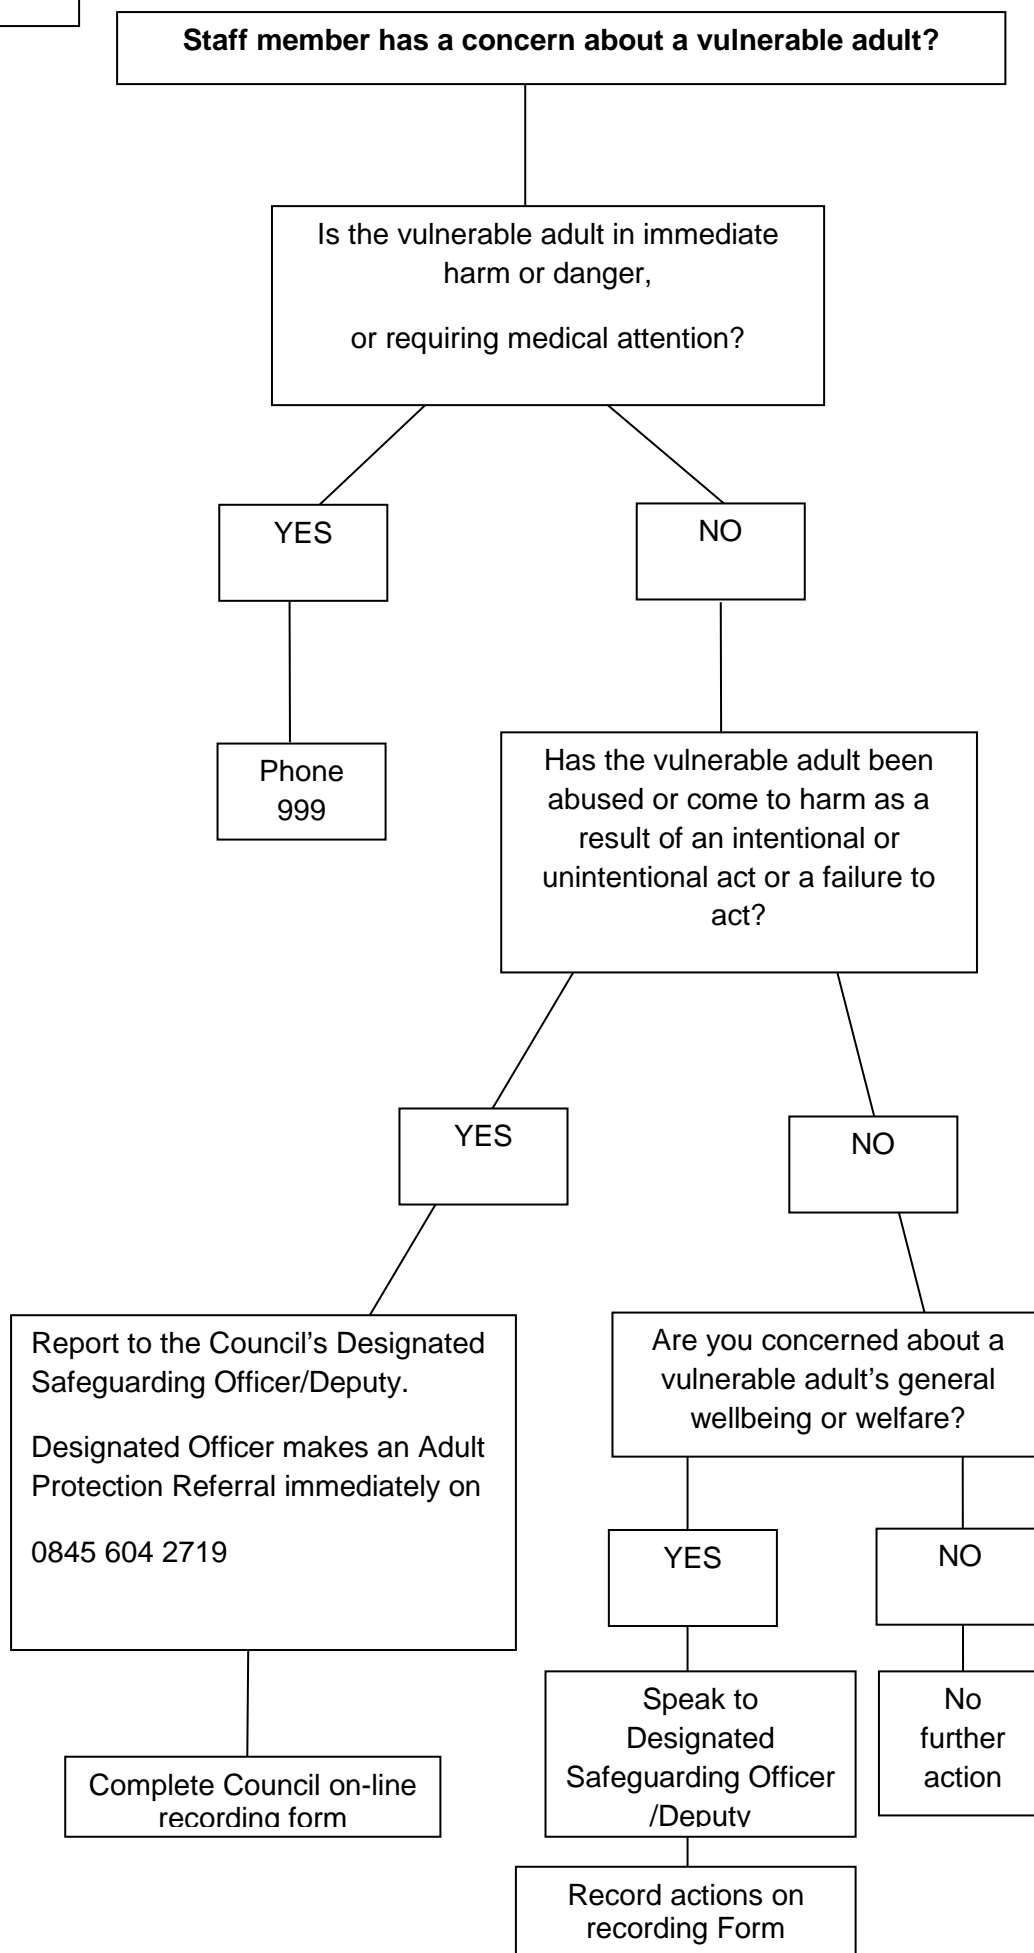 Staff member has a concern about a vulnerable adult?
Is the vulnerable adult in immediate
harm or danger,
or requiring medical attention?
YES
NO
Phone
999
Has the vulnerable adult been
abused or come to harm as a
result of an intentional or
unintentional act or a failure to
act?
YES
NO
Report to the Council’s Designated
Safeguarding Officer/Deputy.
Designated Officer makes an Adult
Protection Referral immediately on
0845 604 2719
Are you concerned about a
vulnerable adult’s general
wellbeing or welfare?
YES
NO
Complete Council on-line
recording form
Speak to
Designated
Safeguarding Officer
/Deputy
No
further
action
Record actions on
recording Form